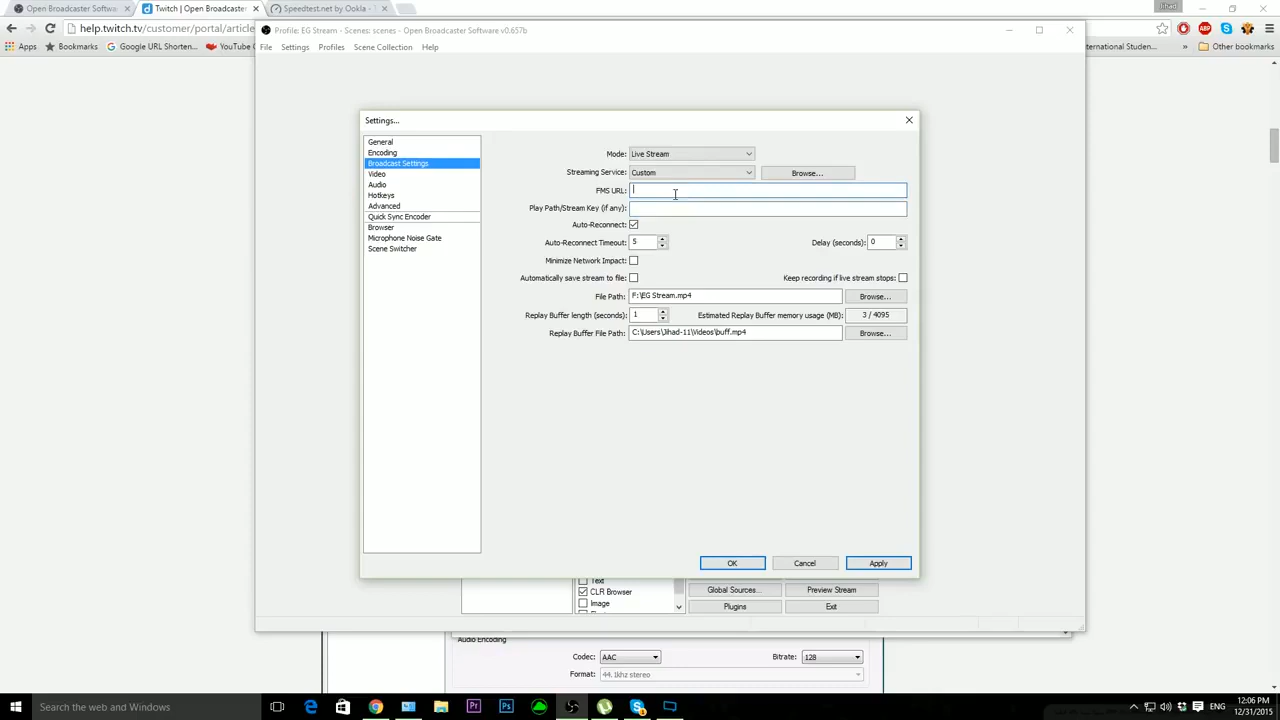 Open Broadcaster Softwa
Twitch | Open Broadcaster
Speedtest.net by Ookla - T
Jihad
help.twitch.tv/customer/portal/article
Apps
Bookmarks
Google URL Shorten...
YouTube C
International Studen...
»
Other bookmarks
Profile: EG Stream - Scenes: scenes - Open Broadcaster Software v0.657b
File Settings Profiles Scene Collection Help
Settings...
General
Encoding
Broadcast Settings
Video
Audio
Hotkeys
Advanced
Quick Sync Encoder
Browser
Microphone Noise Gate
Scene Switcher
Mode: Live Stream
Streaming Service: Custom Browse...
FMS URL:
Play Path/Stream Key (if any):
Auto-Reconnect:
Auto-Reconnect Timeout: 5 Delay (seconds): 0
Minimize Network Impact:
Automatically save stream to file: Keep recording if live stream stops:
File Path: F:\EG Stream.mp4 Browse...
Replay Buffer length (seconds): 1 Estimated Replay Buffer memory usage (MB): 3 / 4095
Replay Buffer File Path: C:\Users\Jihad-11\Videos\buff.mp4 Browse...
OK Cancel Apply
Text
CLR Browser
Image
Global Sources... Preview Stream
Plugins Exit
Audio Encoding
Codec: AAC Bitrate: 128
Format: 44.1khz stereo
Search the web and Windows
ENG 12:06 PM
12/31/2015